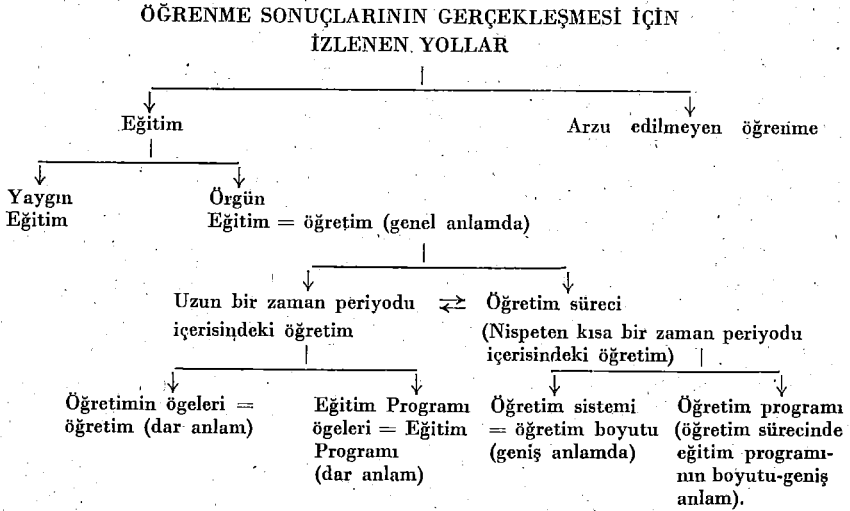 ÖĞRENME SONUÇLARININ GERÇEKLEŞMESİ İÇİN
İZLENEN YOLLAR
Eğitim
Arzu edilmeyen öğrenme
Yaygın
Eğitim
Örgün
Eğitim = öğretim (genel anlamda)
Uzun bir zaman periyodu
içerisindeki öğretim
⇄
Öğretim süreci
(Nispeten kısa bir zaman periyodu
içerisindeki öğretim)
Öğretimin ögeleri =
öğretim (dar anlam)
Eğitim Programı
ögeleri = Eğitim
Programı
(dar anlam)
Öğretim sistemi
= öğretim boyutu
(geniş anlamda)
Öğretim programı
(öğretim sürecinde
eğitim programı-
nın boyutu-geniş
anlam).